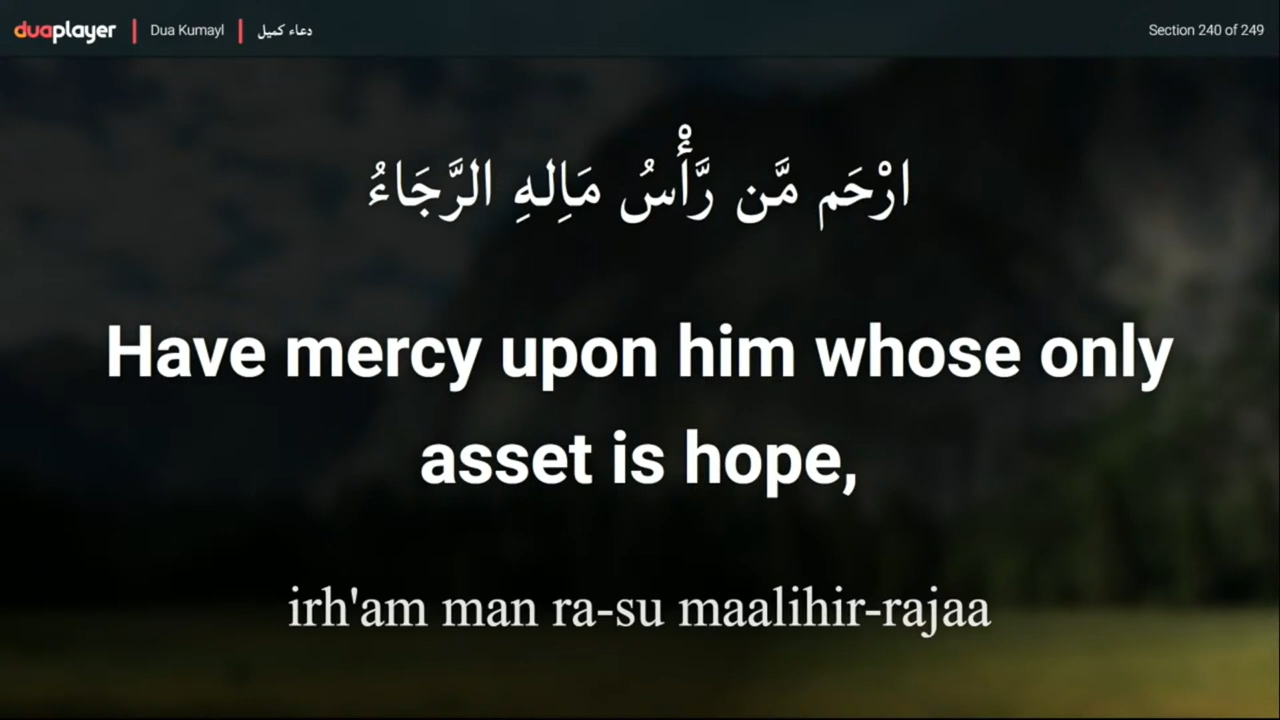 duaplayer | Dua Kumayl | دعاء كميل Section 240 of 249
ارْحَم مَّن رَّأْسُ مَاِلهِ الرَّجَاءُ
Have mercy upon him whose only
asset is hope,
irh'am man ra-su maalihir-rajaa